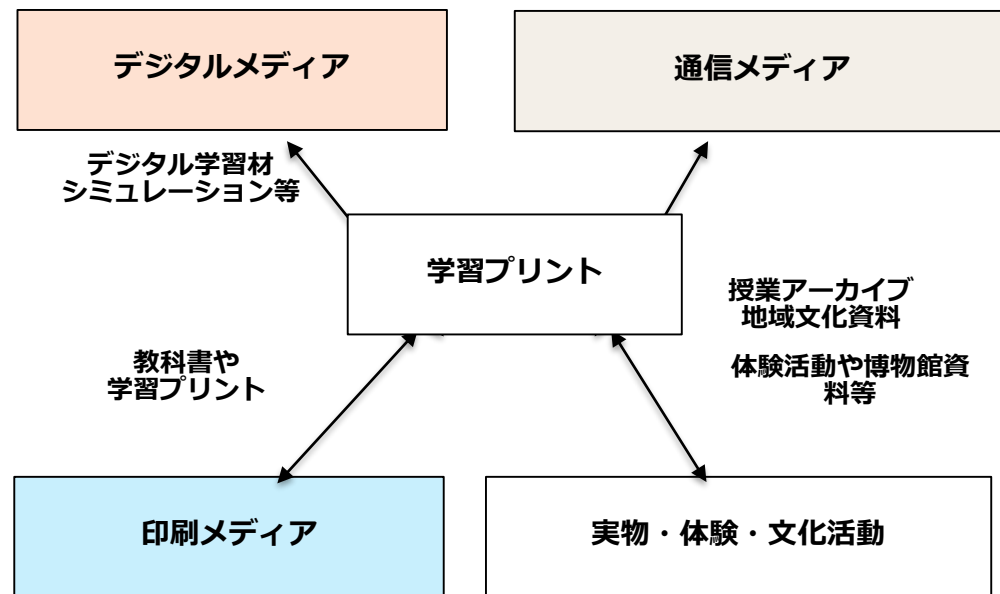 デジタルメディア
通信メディア
デジタル学習材
シミュレーション等
学習プリント
授業アーカイブ
地域文化資料
教科書や
学習プリント
体験活動や博物館資
料等
印刷メディア
実物・体験・文化活動